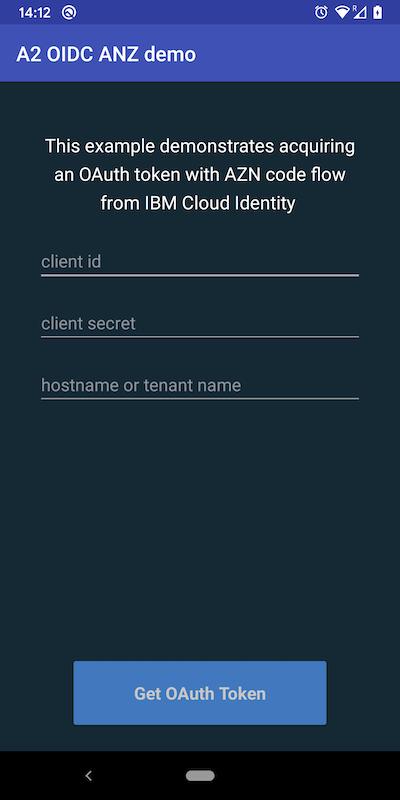 14:12
R
A2 OIDC ANZ demo
This example demonstrates acquiring
an OAuth token with AZN code flow
from IBM Cloud Identity
client id
client secret
hostname or tenant name
Get OAuth Token